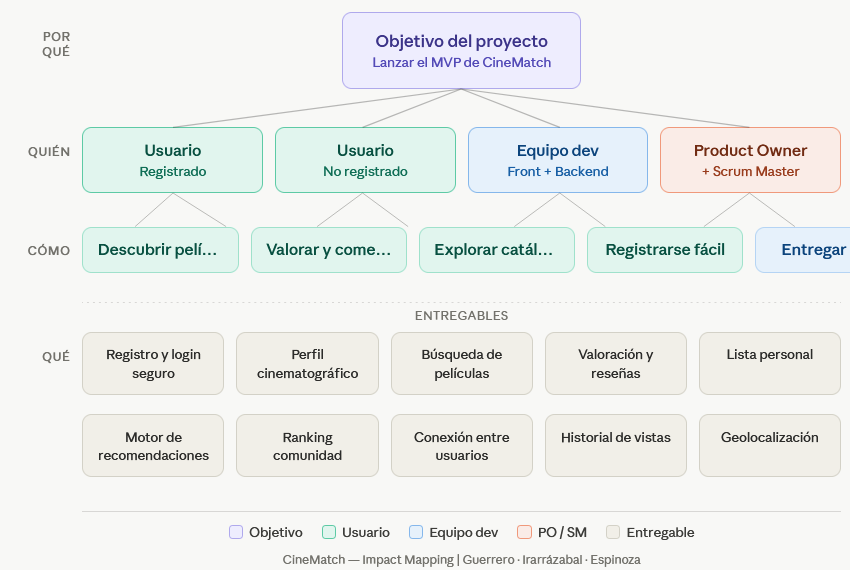 POR
QUÉ
Objetivo del proyecto
Lanzar el MVP de CineMatch
QUIÉN
Usuario
Registrado
Usuario
No registrado
Equipo dev
Front + Backend
Product Owner
+ Scrum Master
CÓMO
Descubrir pelí...
Valorar y come...
Explorar catál...
Registrarse fácil
Entregar
ENTREGABLES
QUÉ
Registro y login
seguro
Perfil
cinematográfico
Búsqueda de
películas
Valoración y
reseñas
Lista personal
Motor de
recomendaciones
Ranking
comunidad
Conexión entre
usuarios
Historial de vistas
Geolocalización
Objetivo
Usuario
Equipo dev
PO / SM
Entregable
CineMatch — Impact Mapping | Guerrero · Irarrázabal · Espinoza